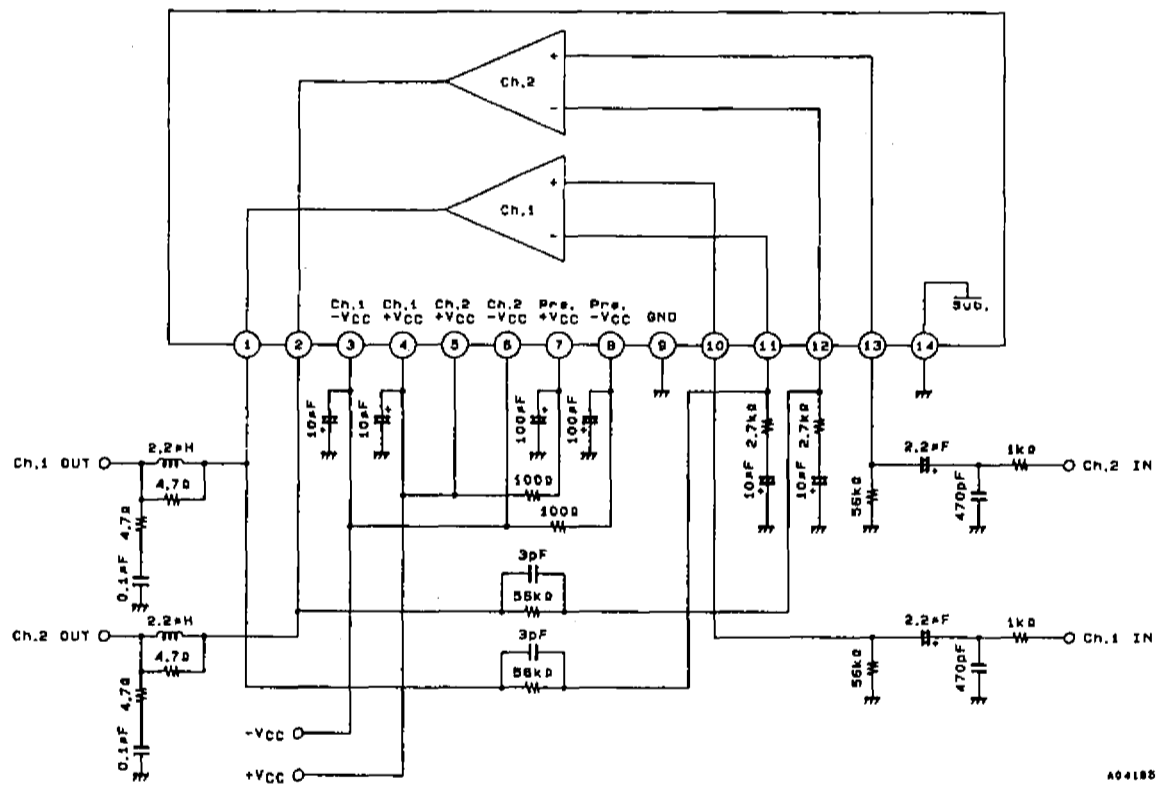 Ch.2
+
-
Ch.1
+
-
Sub.
Ch.1 -VCC
Ch.1 +VCC
Ch.2 +VCC
Ch.2 -VCC
Pre. +VCC
Pre. -VCC
GND
1 2 3 4 5 6 7 8 9 10 11 12 13 14
10µF
10µF
100µF
100µF
2.7kΩ
2.7kΩ
10µF
10µF
Ch.1 OUT
2.2µH
4.7Ω
4.7Ω
0.1µF
100Ω
100Ω
56kΩ
2.2µF
470pF
1kΩ
Ch.2 IN
3pF
56kΩ
3pF
56kΩ
Ch.2 OUT
2.2µH
4.7Ω
4.7Ω
0.1µF
56kΩ
2.2µF
470pF
1kΩ
Ch.1 IN
-VCC
+VCC